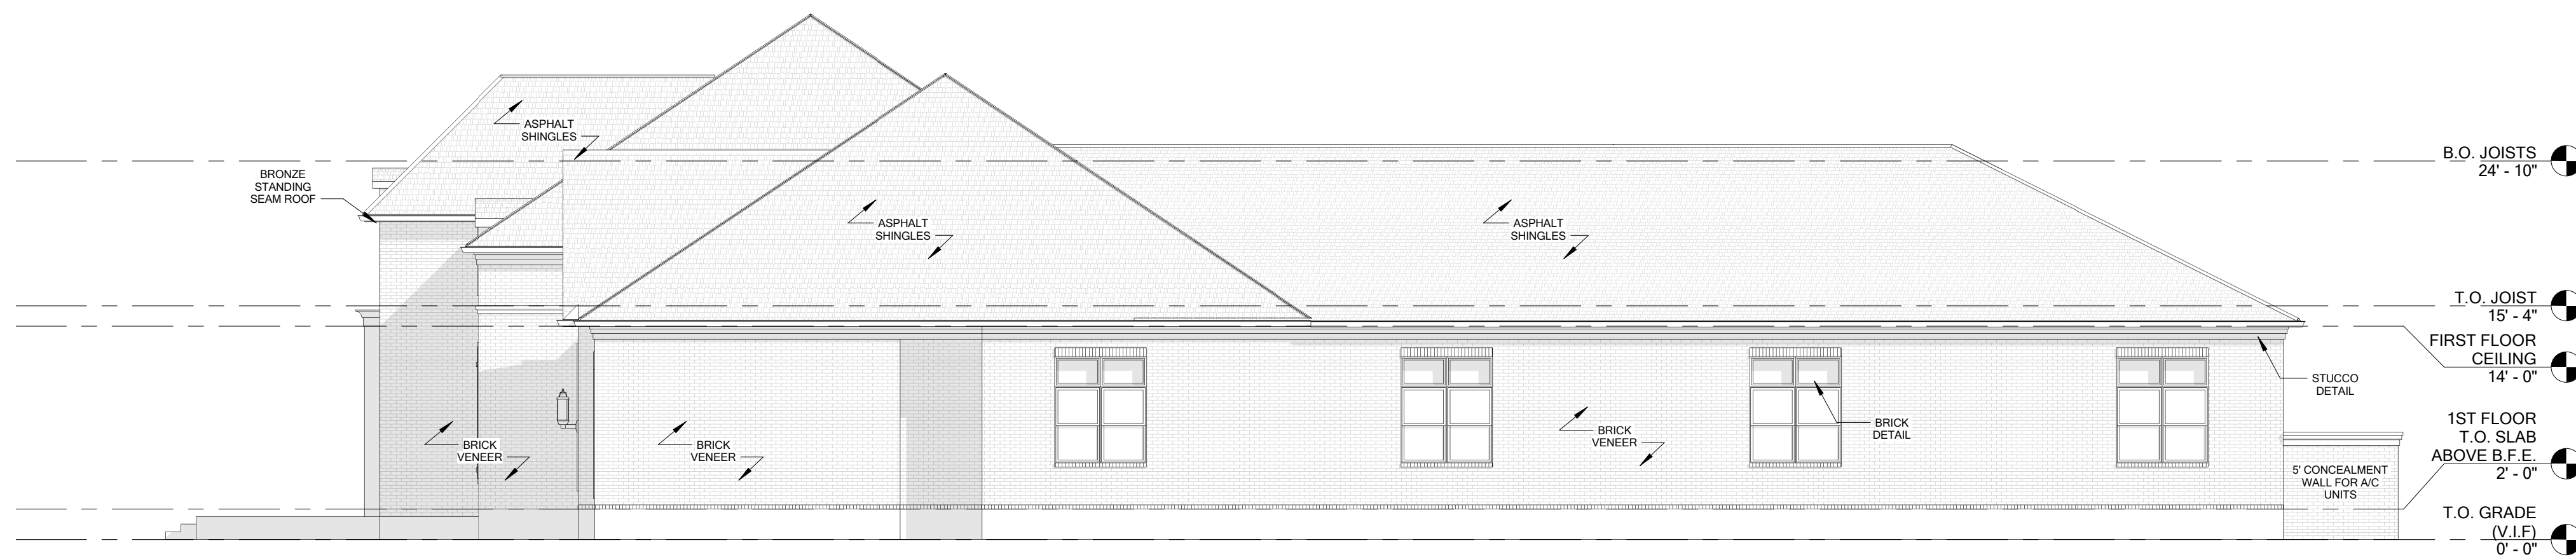 ASPHALT
SHINGLES
B.O. JOISTS
24' - 10"
BRONZE
STANDING
SEAM ROOF
ASPHALT
SHINGLES
ASPHALT
SHINGLES
T.O. JOIST
15' - 4"
FIRST FLOOR
CEILING
14' - 0"
STUCCO
DETAIL
BRICK
VENEER
BRICK
VENEER
BRICK
VENEER
BRICK
DETAIL
1ST FLOOR
T.O. SLAB
ABOVE B.F.E.
2' - 0"
5' CONCEALMENT
WALL FOR A/C
UNITS
T.O. GRADE
(V.I.F)
0' - 0"